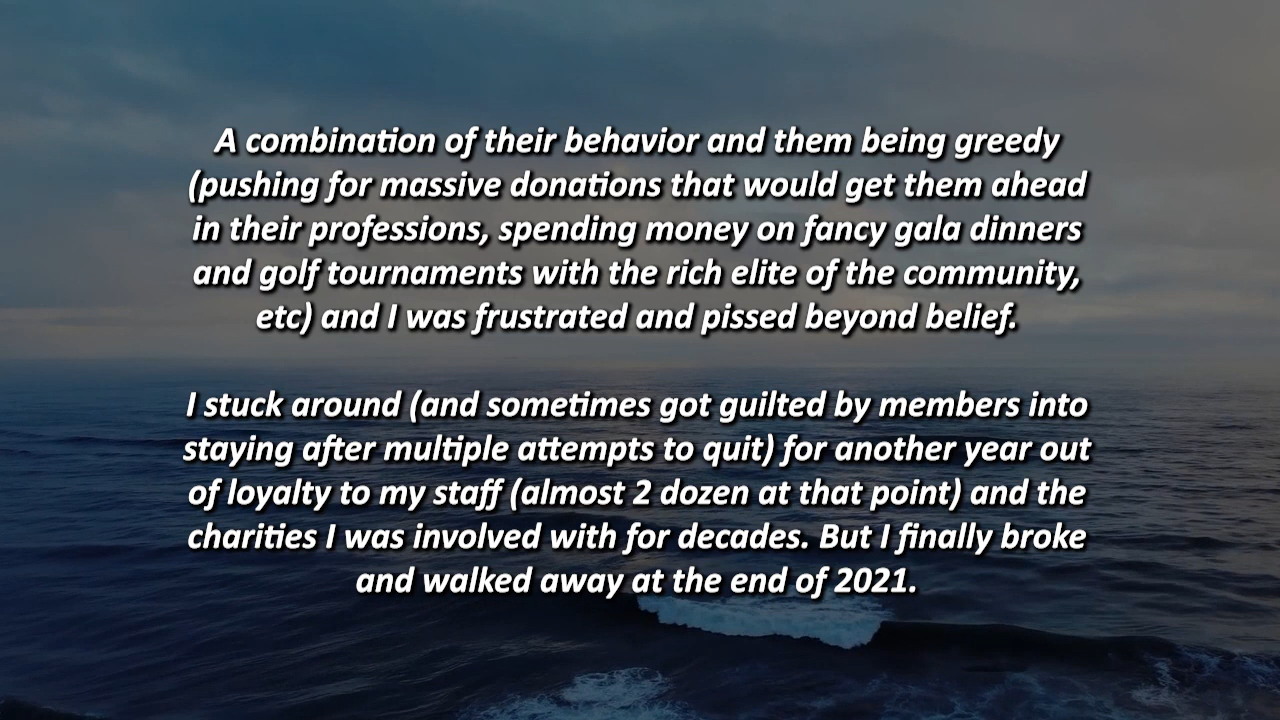 A combination of their behavior and them being greedy
(pushing for massive donations that would get them ahead
in their professions, spending money on fancy gala dinners
and golf tournaments with the rich elite of the community,
etc) and I was frustrated and pissed beyond belief.
I stuck around (and sometimes got guilted by members into
staying after multiple attempts to quit) for another year out
of loyalty to my staff (almost 2 dozen at that point) and the
charities I was involved with for decades. But I finally broke
and walked away at the end of 2021.